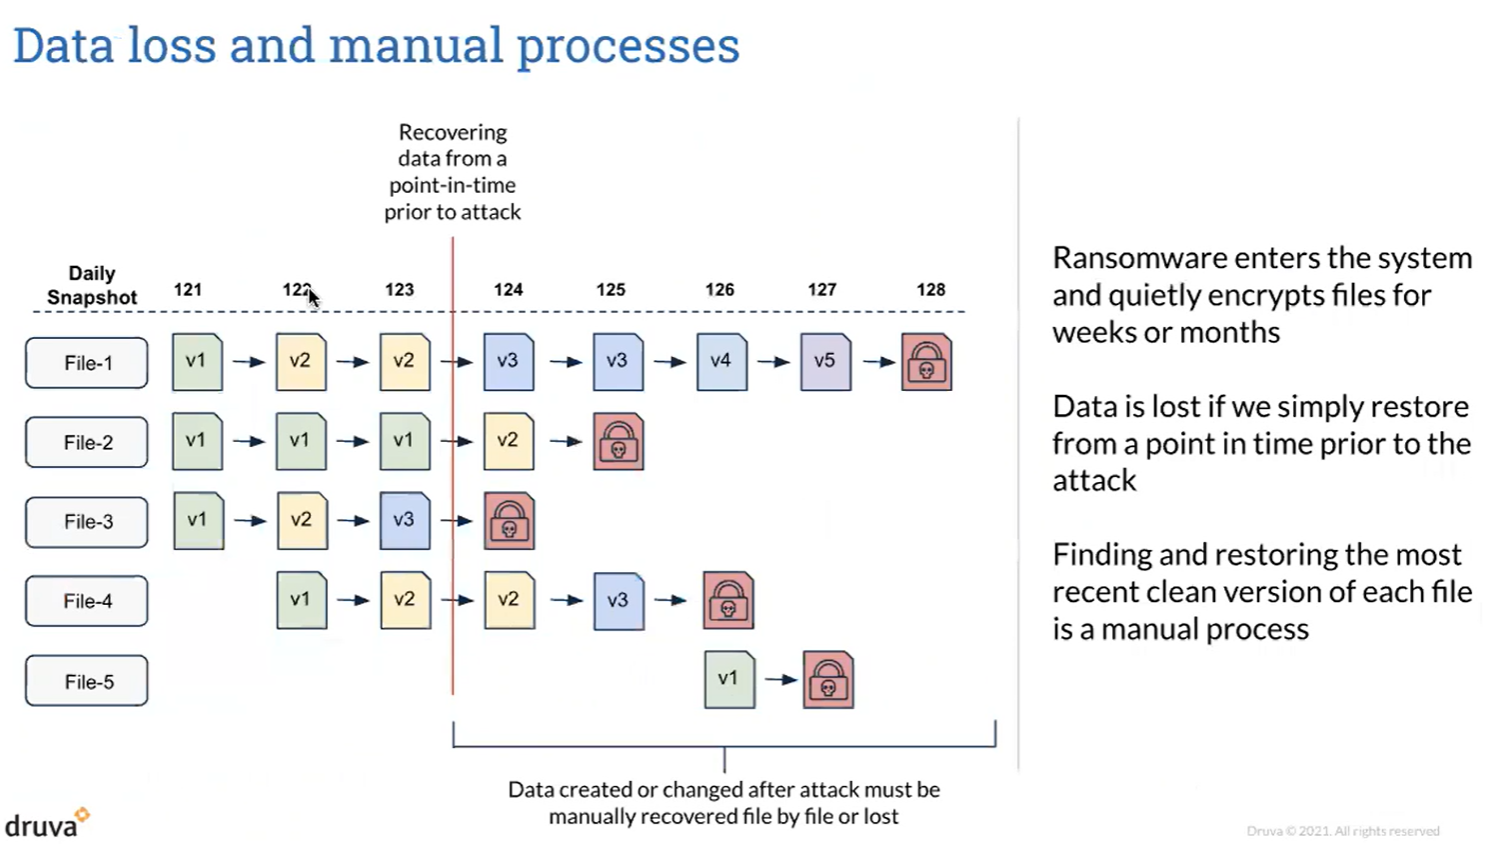 Data loss and manual processes
Recovering
data from a
point-in-time
prior to attack
Daily
Snapshot
121 122 123 124 125 126 127 128
File-1 v1 v2 v2 v3 v3 v4 v5
File-2 v1 v1 v1 v2
File-3 v1 v2 v3
File-4 v1 v2 v2 v3
File-5 v1
Data created or changed after attack must be
manually recovered file by file or lost
Ransomware enters the system
and quietly encrypts files for
weeks or months
Data is lost if we simply restore
from a point in time prior to the
attack
Finding and restoring the most
recent clean version of each file
is a manual process
druva
Druva © 2021. All rights reserved